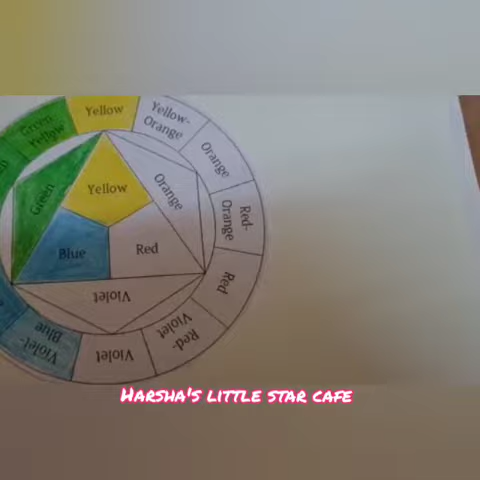 Yellow
Yellow-
Orange
Green
Yellow
Orange
Yellow
Green
Orange
Red-
Orange
Blue
Red
Red
Violet
Red-
Violet
Violet
Violet-
Blue
HARSHA'S LITTLE STAR CAFE